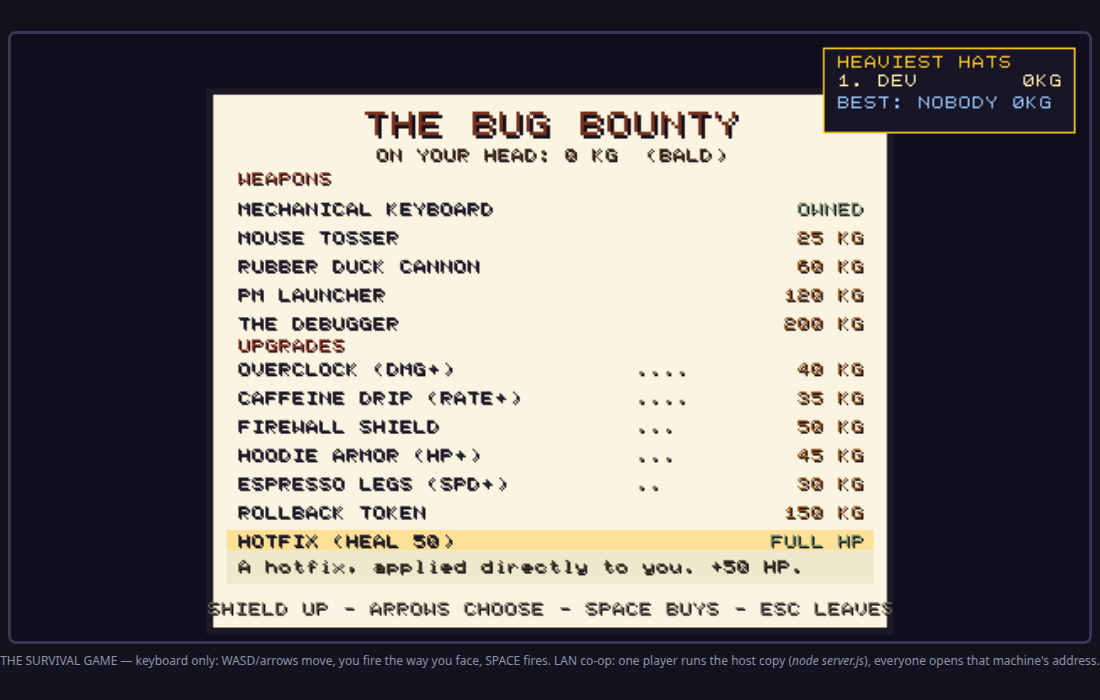 HEAVIEST HATS
1. DEV 0KG
BEST: NOBODY 0KG
THE BUG BOUNTY
ON YOUR HEAD: 0 KG (BALD)
WEAPONS
MECHANICAL KEYBOARD OWNED
MOUSE TOSSER 25 KG
RUBBER DUCK CANNON 60 KG
PM LAUNCHER 120 KG
THE DEBUGGER 200 KG
UPGRADES
OVERCLOCK (DMG+) .... 40 KG
CAFFEINE DRIP (RATE+) .... 35 KG
FIREWALL SHIELD ... 50 KG
HOODIE ARMOR (HP+) ... 45 KG
ESPRESSO LEGS (SPD+) .. 30 KG
ROLLBACK TOKEN 150 KG
HOTFIX (HEAL 50) FULL HP
A hotfix, applied directly to you. +50 HP.
SHIELD UP - ARROWS CHOOSE - SPACE BUYS - ESC LEAVES
THE SURVIVAL GAME — keyboard only: WASD/arrows move, you fire the way you face, SPACE fires. LAN co-op: one player runs the host copy (node server.js), everyone opens that machine's address.